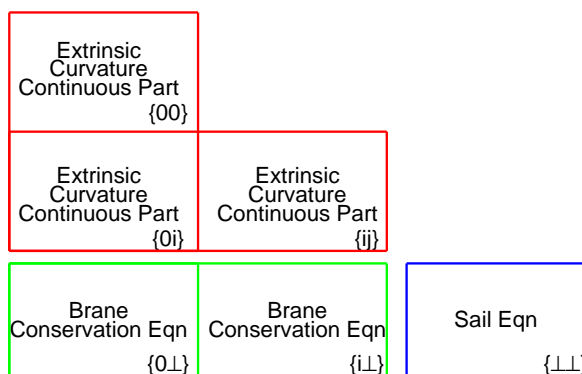 Extrinsic
Curvature
Continuous Part
{00}
Extrinsic
Curvature
Continuous Part
{0i}
Extrinsic
Curvature
Continuous Part
{ij}
Brane
Conservation Eqn
{0⊥}
Brane
Conservation Eqn
{i⊥}
Sail Eqn
{⊥⊥}